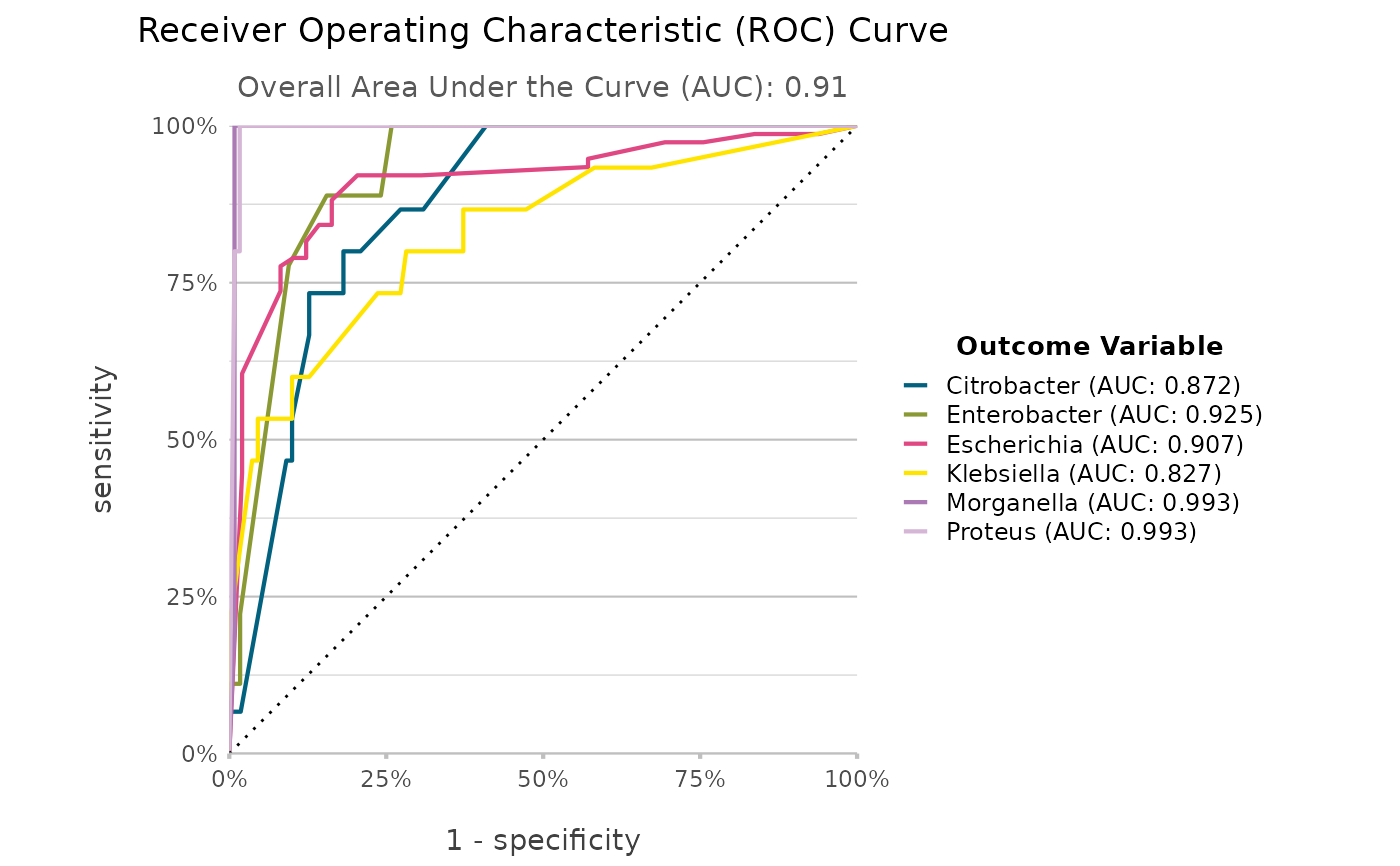 Receiver Operating Characteristic (ROC) Curve
Overall Area Under the Curve (AUC): 0.91
100%
75%
50%
25%
0%
sensitivity
0%
25%
50%
75%
100%
1 - specificity
Outcome Variable
Citrobacter (AUC: 0.872)
Enterobacter (AUC: 0.925)
Escherichia (AUC: 0.907)
Klebsiella (AUC: 0.827)
Morganella (AUC: 0.993)
Proteus (AUC: 0.993)